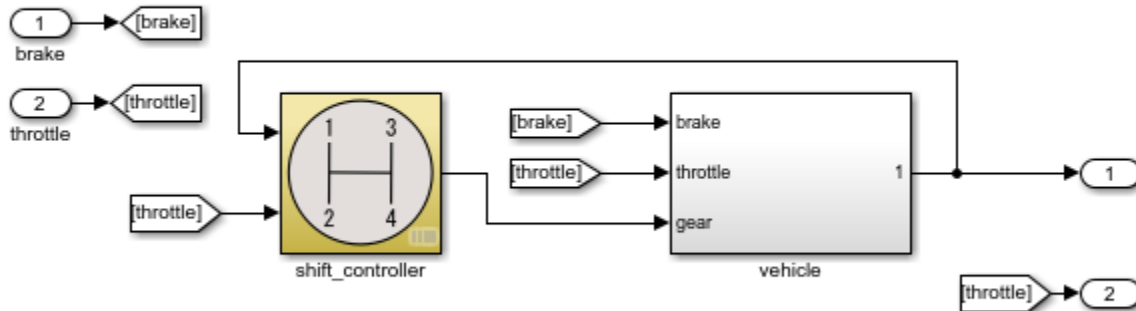 1
[brake]
brake
2
[throttle]
throttle
[throttle]
1 3
2 4
shift_controller
[brake]
[throttle]
brake
throttle
gear
1
vehicle
1
[throttle]
2